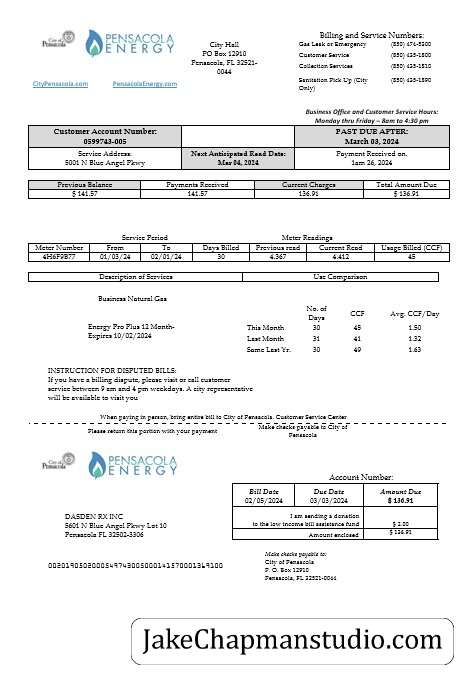 City of
Pensacola
PENSACOLA
ENERGY
City Hall
PO Box 12910
Pensacola, FL 32521-
0044
Billing and Service Numbers:
Gas Leak or Emergency (850) 474-5300
Customer Service (850) 435-1800
Collection Services (850) 435-1810
Sanitation Pick Up (City (850) 435-1890
Only)
CityPensacola.com PensacolaEnergy.com
Business Office and Customer Service Hours:
Monday thru Friday – 8am to 4:30 pm
Customer Account Number: PAST DUE AFTER:
0599743-005 March 03, 2024
Service Address: Next Anticipated Read Date: Payment Received on.
5001 N Blue Angel Pkwy Mar 04, 2024 1am 26, 2024
Previous Balance Payments Received Current Charges Total Amount Due
$ 141.57 141.57 136.91 $ 136.91
Service Period Meter Readings
Meter Number From To Days Billed Previous read Current Read Usage Billed (CCF)
4H6F9B77 01/03/24 02/01/24 30 4.367 4.412 45
Description of Services Use Comparison
Business Natural Gas
Energy Pro Plus 12 Month-
Expires 10/02/2024
No. of
Days CCF Avg. CCF/Day
This Month 30 45 1.50
Last Month 31 41 1.32
Same Last Yr. 30 49 1.63
INSTRUCTION FOR DISPUTED BILLS:
If you have a billing dispute, please visit or call customer
service between 9 am and 4 pm weekdays. A city representative
will be available to visit you
When paying in person, bring entire bill to City of Pensacola. Customer Service Center
Please return this portion with your payment
Make checks payable to City of
Pensacola
City of
Pensacola
PENSACOLA
ENERGY
Account Number:
Bill Date Due Date Amount Due
02/05/2024 03/03/2024 $ 136.91
I am sending a donation
to the low income bill assistance fund $ 2.00
Amount enclosed $ 136.91
DASDEN RX INC
5601 N Blue Angel Pkwy Lot 10
Pensacola FL 32502-3306
Make checks payable to:
City of Pensacola
P. O. Box 12910
Pensacola, FL 32521-0044
JakeChapmanstudio.com